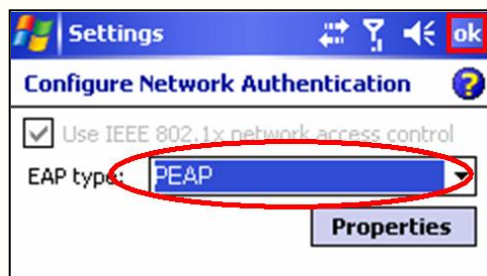 Settings ok
Configure Network Authentication ?
Use IEEE 802.1x network access control
EAP type: PEAP
Properties